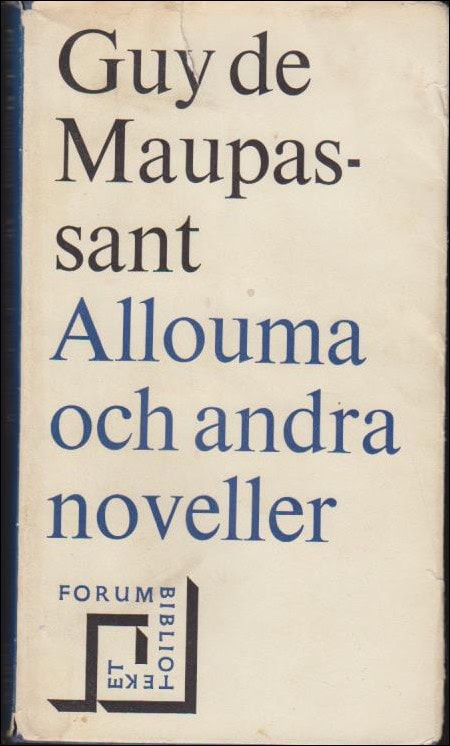 Guy de
Maupas-
sant
Allouma
och andra
noveller
FORUM
BIBLIOTEKET